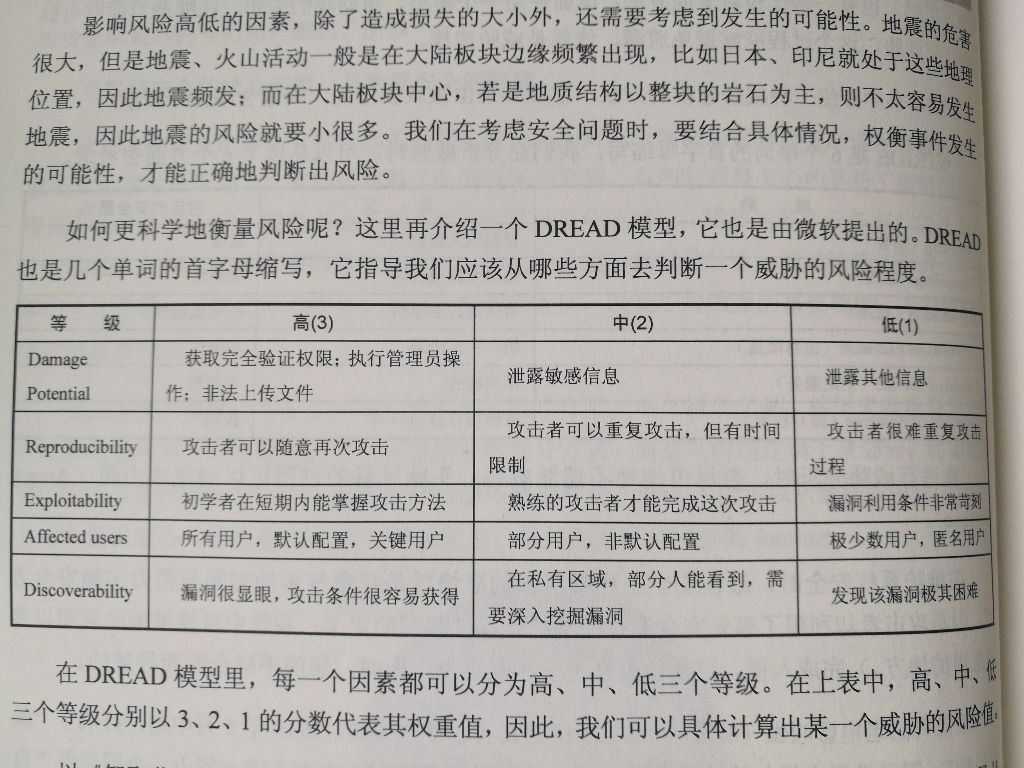 影响风险高低的因素，除了造成损失的大小外，还需要考虑到发生的可能性。地震的危害
很大，但是地震、火山活动一般是在大陆板块边缘频繁出现，比如日本、印尼就处于这些地理
位置，因此地震频发；而在大陆板块中心，若是地质结构以整块的岩石为主，则不太容易发生
地震，因此地震的风险就要小很多。我们在考虑安全问题时，要结合具体情况，权衡事件发生
的可能性，才能正确地判断出风险。
如何更科学地衡量风险呢？这里再介绍一个 DREAD 模型，它也是由微软提出的。DREAD
也是几个单词的首字母缩写，它指导我们应该从哪些方面去判断一个威胁的风险程度。
等 级 高(3) 中(2) 低(1)
Damage
Potential
获取完全验证权限；执行管理员操
作；非法上传文件
泄露敏感信息
泄露其他信息
Reproducibility
攻击者可以随意再次攻击
攻击者可以重复攻击，但有时间
限制
攻击者很难重复攻击
过程
Exploitability 初学者在短期内能掌握攻击方法 熟练的攻击者才能完成这次攻击 漏洞利用条件非常苛刻
Affected users 所有用户，默认配置，关键用户 部分用户，非默认配置 极少数用户，匿名用户
Discoverability
漏洞很显眼，攻击条件很容易获得
在私有区域，部分人能看到，需
要深入挖掘漏洞
发现该漏洞极其困难
在 DREAD 模型里，每一个因素都可以分为高、中、低三个等级。在上表中，高、中、低
三个等级分别以 3、2、1 的分数代表其权重值，因此，我们可以具体计算出某一个威胁的风险值。